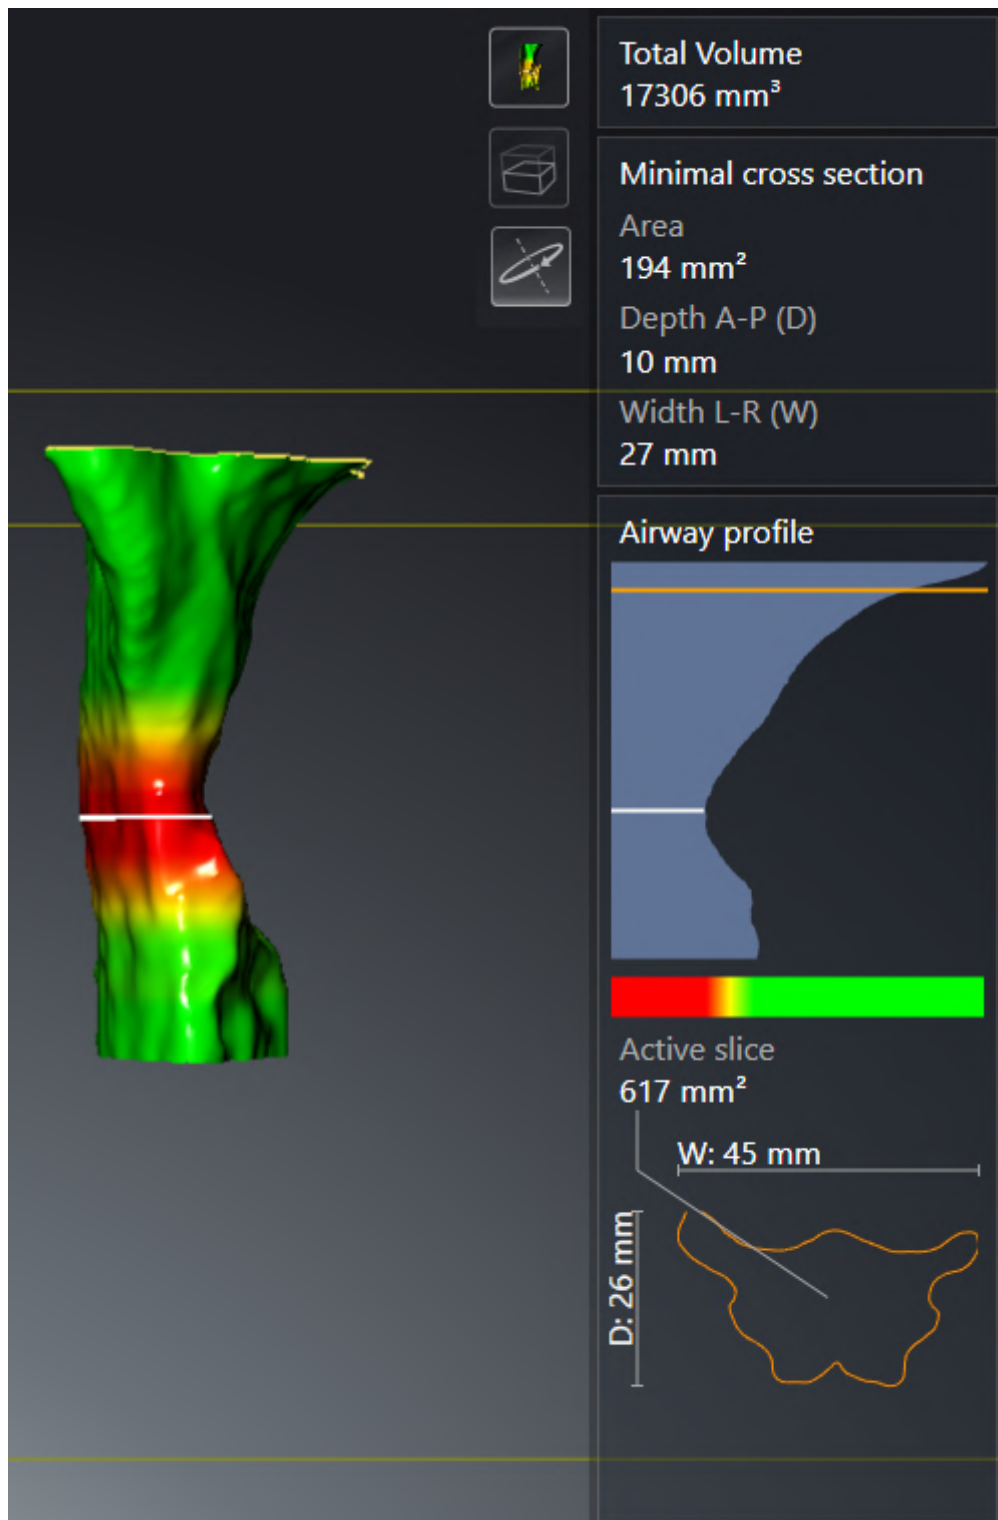 Total Volume
17306 mm³
Minimal cross section
Area
194 mm²
Depth A-P (D)
10 mm
Width L-R (W)
27 mm
Airway profile
Active slice
617 mm²
W: 45 mm
D: 26 mm